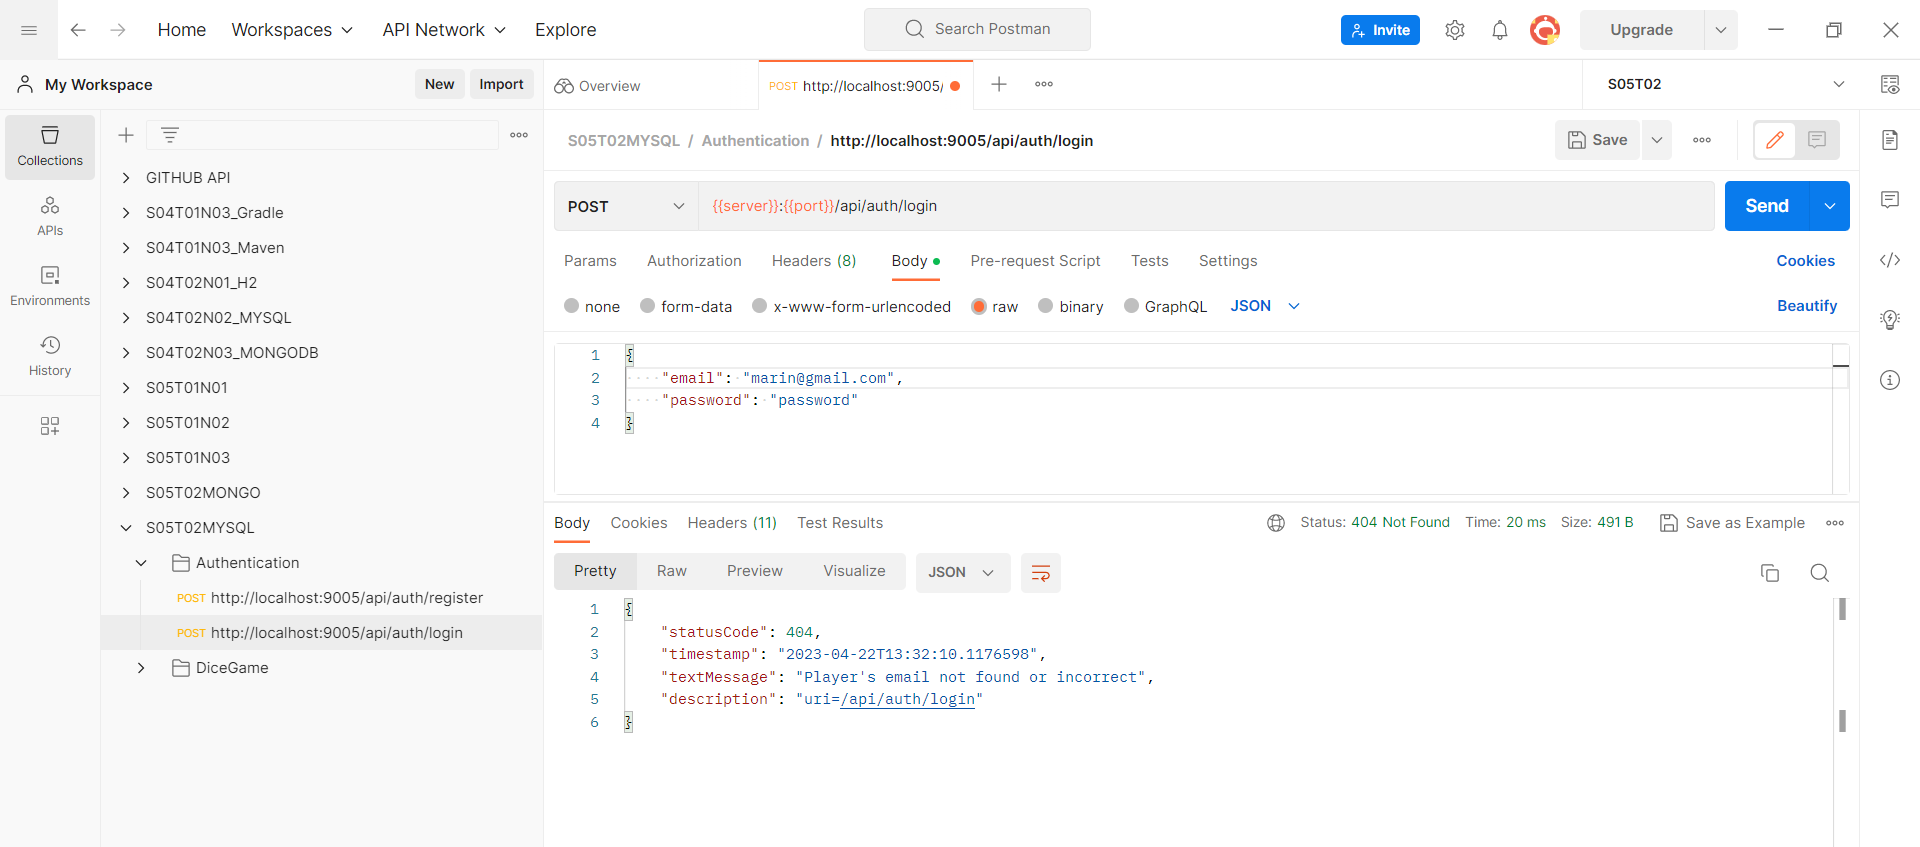 Home Workspaces API Network Explore Search Postman Invite Upgrade
My Workspace New Import Overview POST http://localhost:9005/ S05T02
Collections
APIs
Environments
History
GITHUB API
S04T01N03_Gradle
S04T01N03_Maven
S04T02N01_H2
S04T02N02_MYSQL
S04T02N03_MONGODB
S05T01N01
S05T01N02
S05T01N03
S05T02MONGO
S05T02MYSQL
Authentication
POST http://localhost:9005/api/auth/register
POST http://localhost:9005/api/auth/login
DiceGame
S05T02MYSQL / Authentication / http://localhost:9005/api/auth/login Save
POST {{server}}:{{port}}/api/auth/login Send
Params Authorization Headers (8) Body Pre-request Script Tests Settings Cookies
none form-data x-www-form-urlencoded raw binary GraphQL JSON Beautify
1 {
2 "email": "marin@gmail.com",
3 "password": "password"
4 }
Body Cookies Headers (11) Test Results Status: 404 Not Found Time: 20 ms Size: 491 B Save as Example
Pretty Raw Preview Visualize JSON
1 {
2 "statusCode": 404,
3 "timestamp": "2023-04-22T13:32:10.1176598",
4 "textMessage": "Player's email not found or incorrect",
5 "description": "uri=/api/auth/login"
6 }